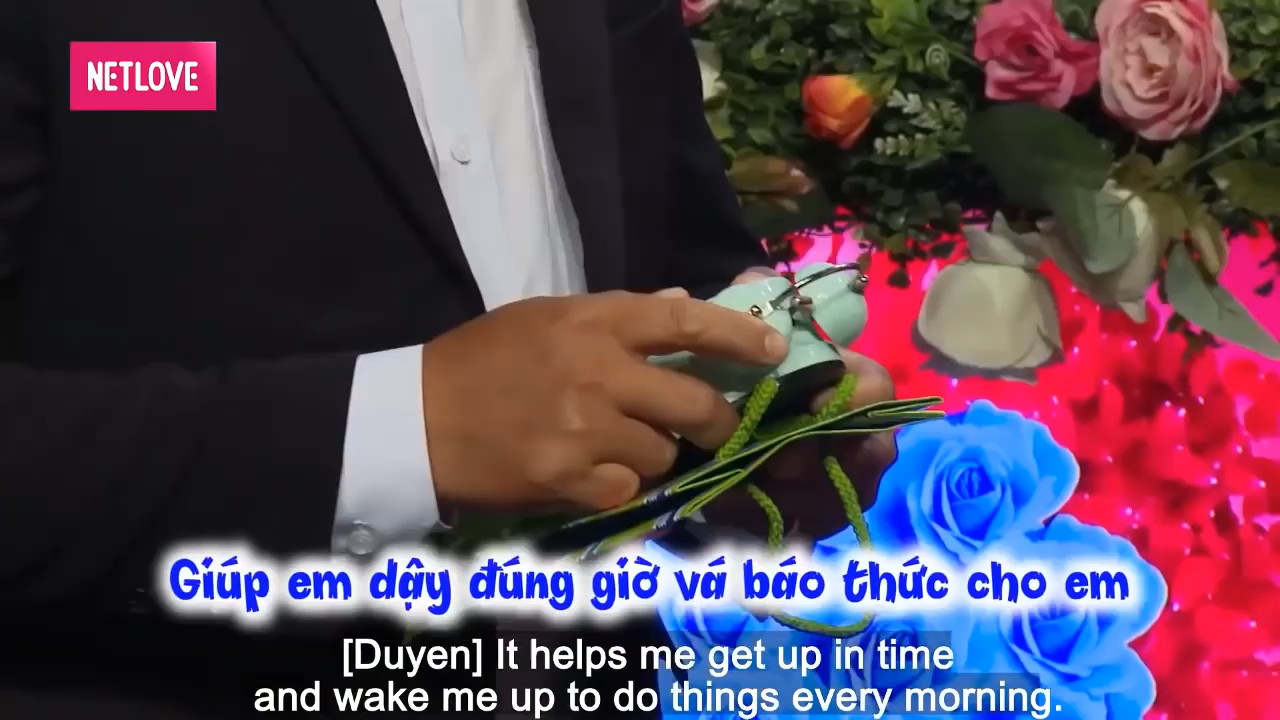 NETLOVE
Giúp em dậy đúng giờ vá báo thức cho em
[Duyen] It helps me get up in time
and wake me up to do things every morning.